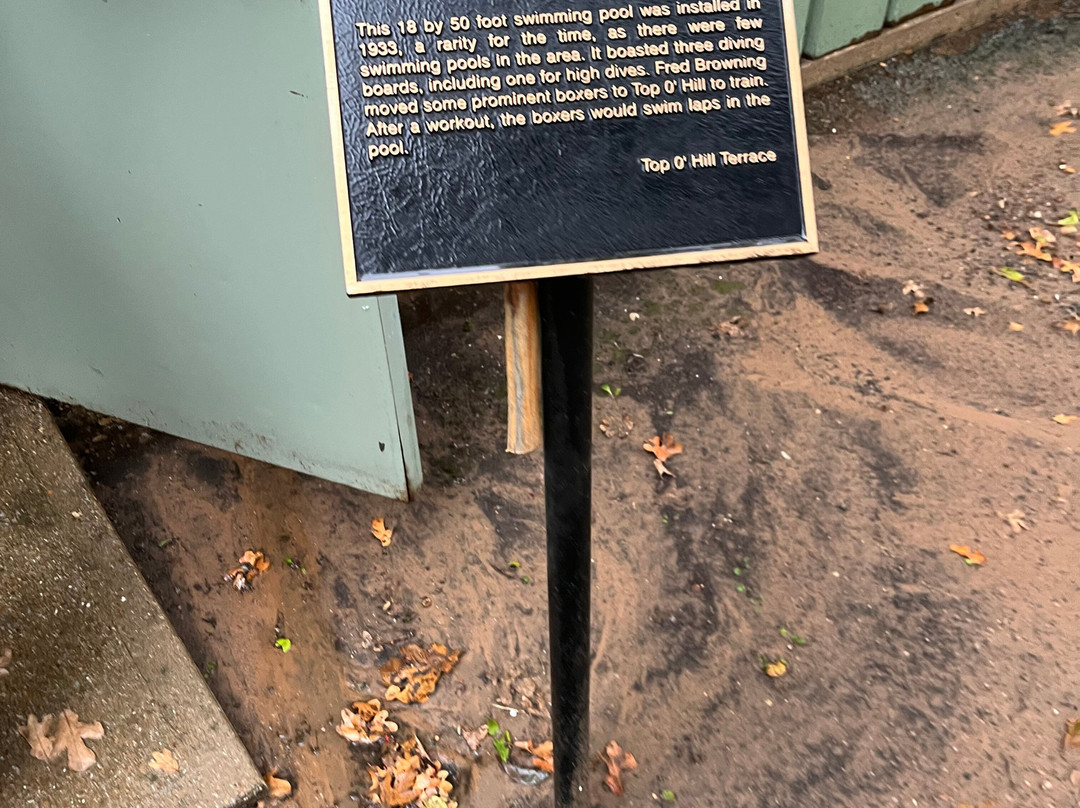 This 18 by 50 foot swimming pool was installed in
1933, a rarity for the time, as there were few
swimming pools in the area. It boasted three diving
boards, including one for high dives. Fred Browning
moved some prominent boxers to Top 0' Hill to train.
After a workout, the boxers would swim laps in the
pool.
Top 0' Hill Terrace